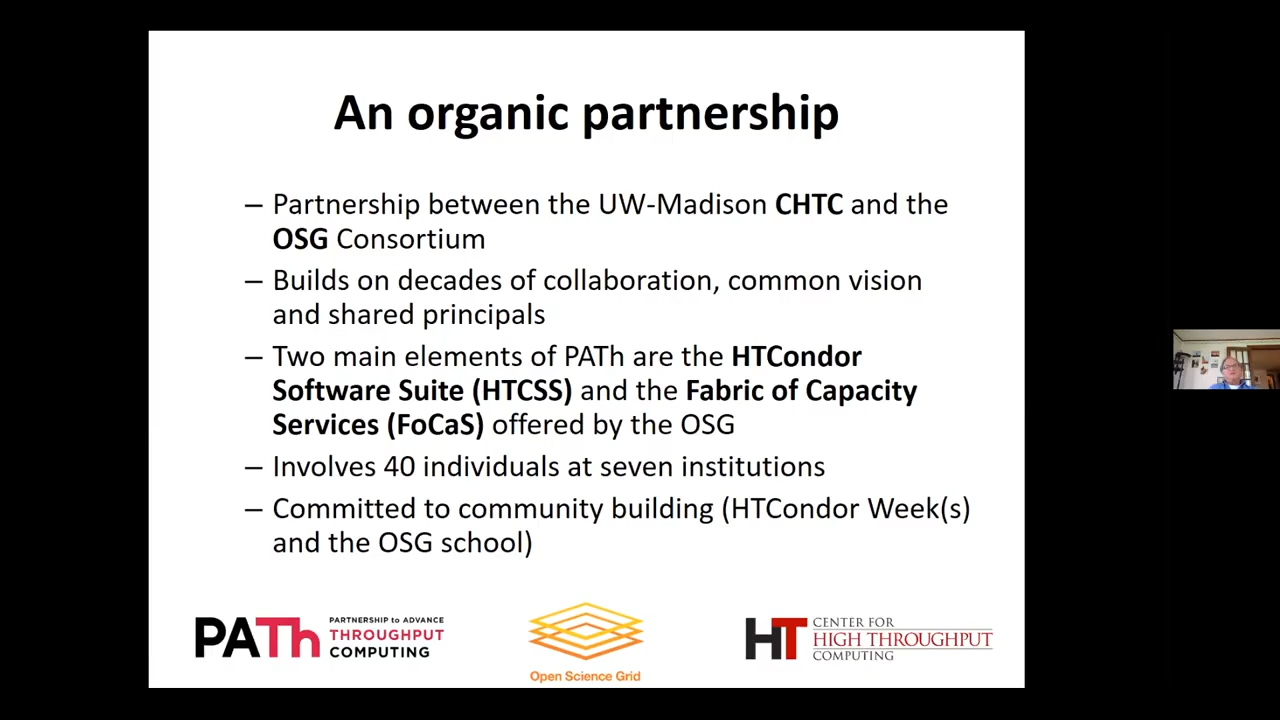 An organic partnership
– Partnership between the UW-Madison CHTC and the
OSG Consortium
– Builds on decades of collaboration, common vision
and shared principals
– Two main elements of PATh are the HTCondor
Software Suite (HTCSS) and the Fabric of Capacity
Services (FoCaS) offered by the OSG
– Involves 40 individuals at seven institutions
– Committed to community building (HTCondor Week(s)
and the OSG school)
PATh
PARTNERSHIP to ADVANCE
THROUGHPUT
COMPUTING
Open Science Grid
HT
CENTER FOR
HIGH THROUGHPUT
COMPUTING